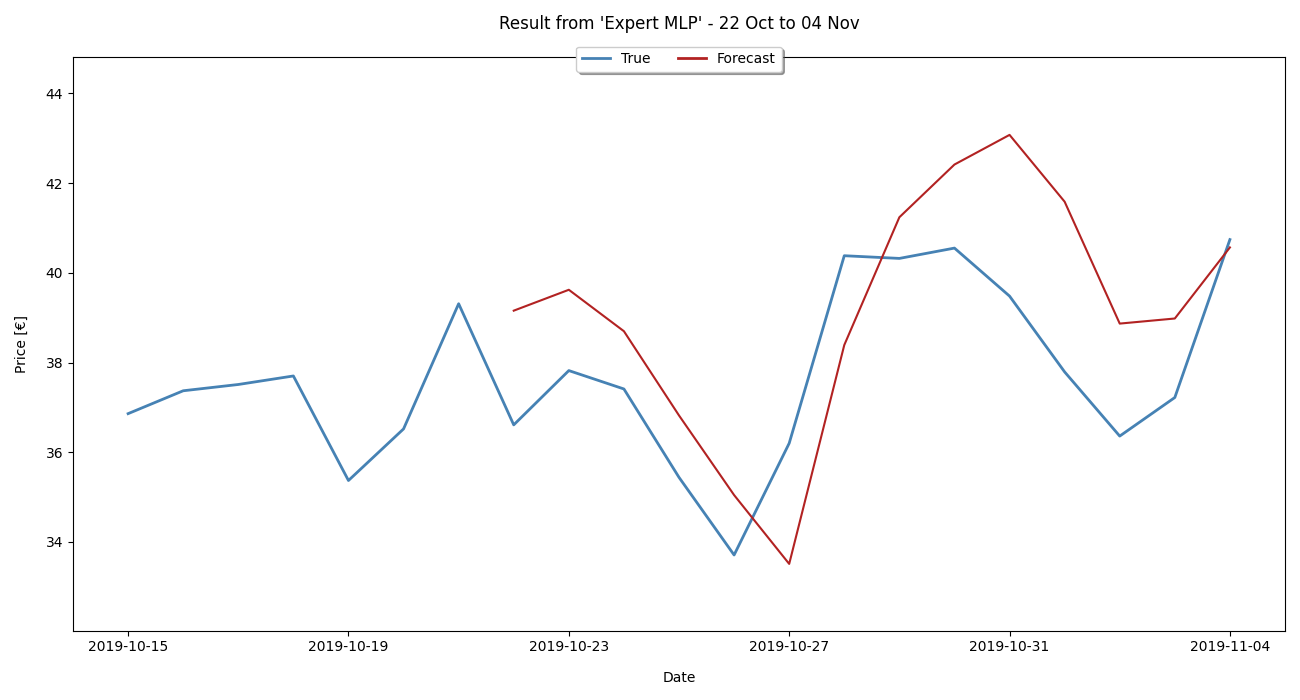 Result from 'Expert MLP' - 22 Oct to 04 Nov
True Forecast
44
42
40
38
36
34
Price [€]
2019-10-15 2019-10-19 2019-10-23 2019-10-27 2019-10-31 2019-11-04
Date